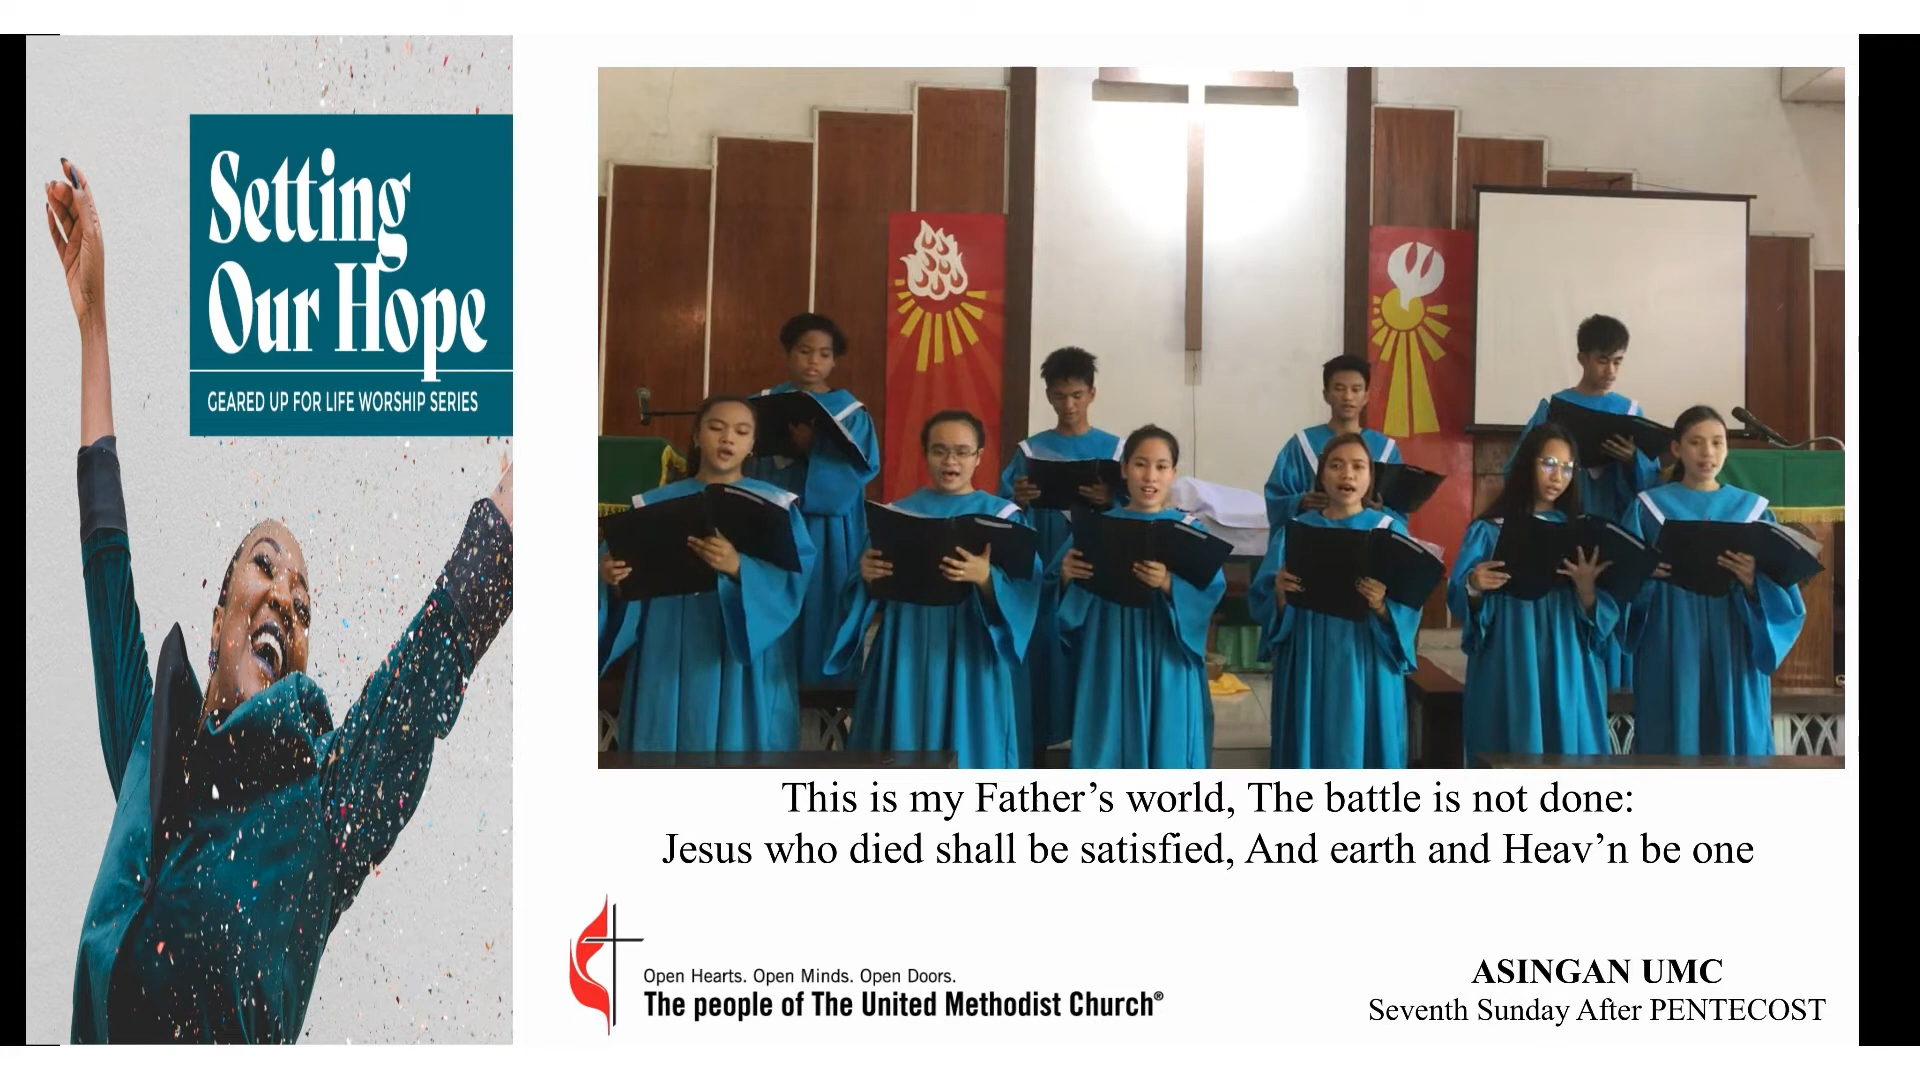 Setting
Our Hope
GEARED UP FOR LIFE WORSHIP SERIES
This is my Father’s world, The battle is not done:
Jesus who died shall be satisfied, And earth and Heav’n be one
Open Hearts. Open Minds. Open Doors.
The people of The United Methodist Church®
ASINGAN UMC
Seventh Sunday After PENTECOST